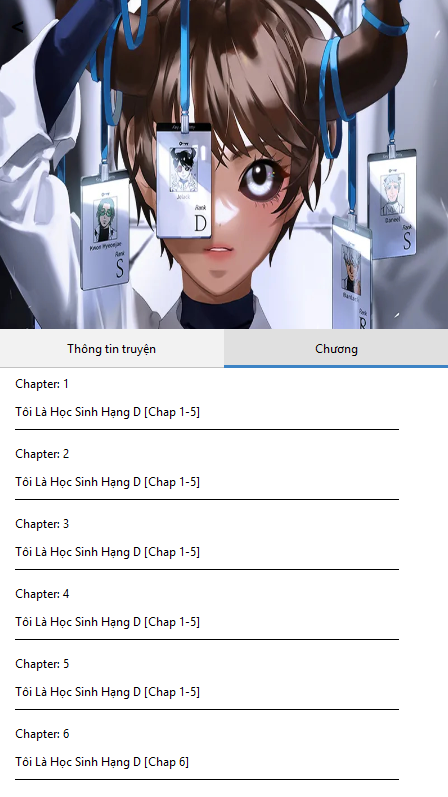 <
Rank
D
Kwon Hyeonjae
Rank
S
Rank
S
Thông tin truyện
Chương
Chapter: 1
Tôi Là Học Sinh Hạng D [Chap 1-5]
Chapter: 2
Tôi Là Học Sinh Hạng D [Chap 1-5]
Chapter: 3
Tôi Là Học Sinh Hạng D [Chap 1-5]
Chapter: 4
Tôi Là Học Sinh Hạng D [Chap 1-5]
Chapter: 5
Tôi Là Học Sinh Hạng D [Chap 1-5]
Chapter: 6
Tôi Là Học Sinh Hạng D [Chap 6]